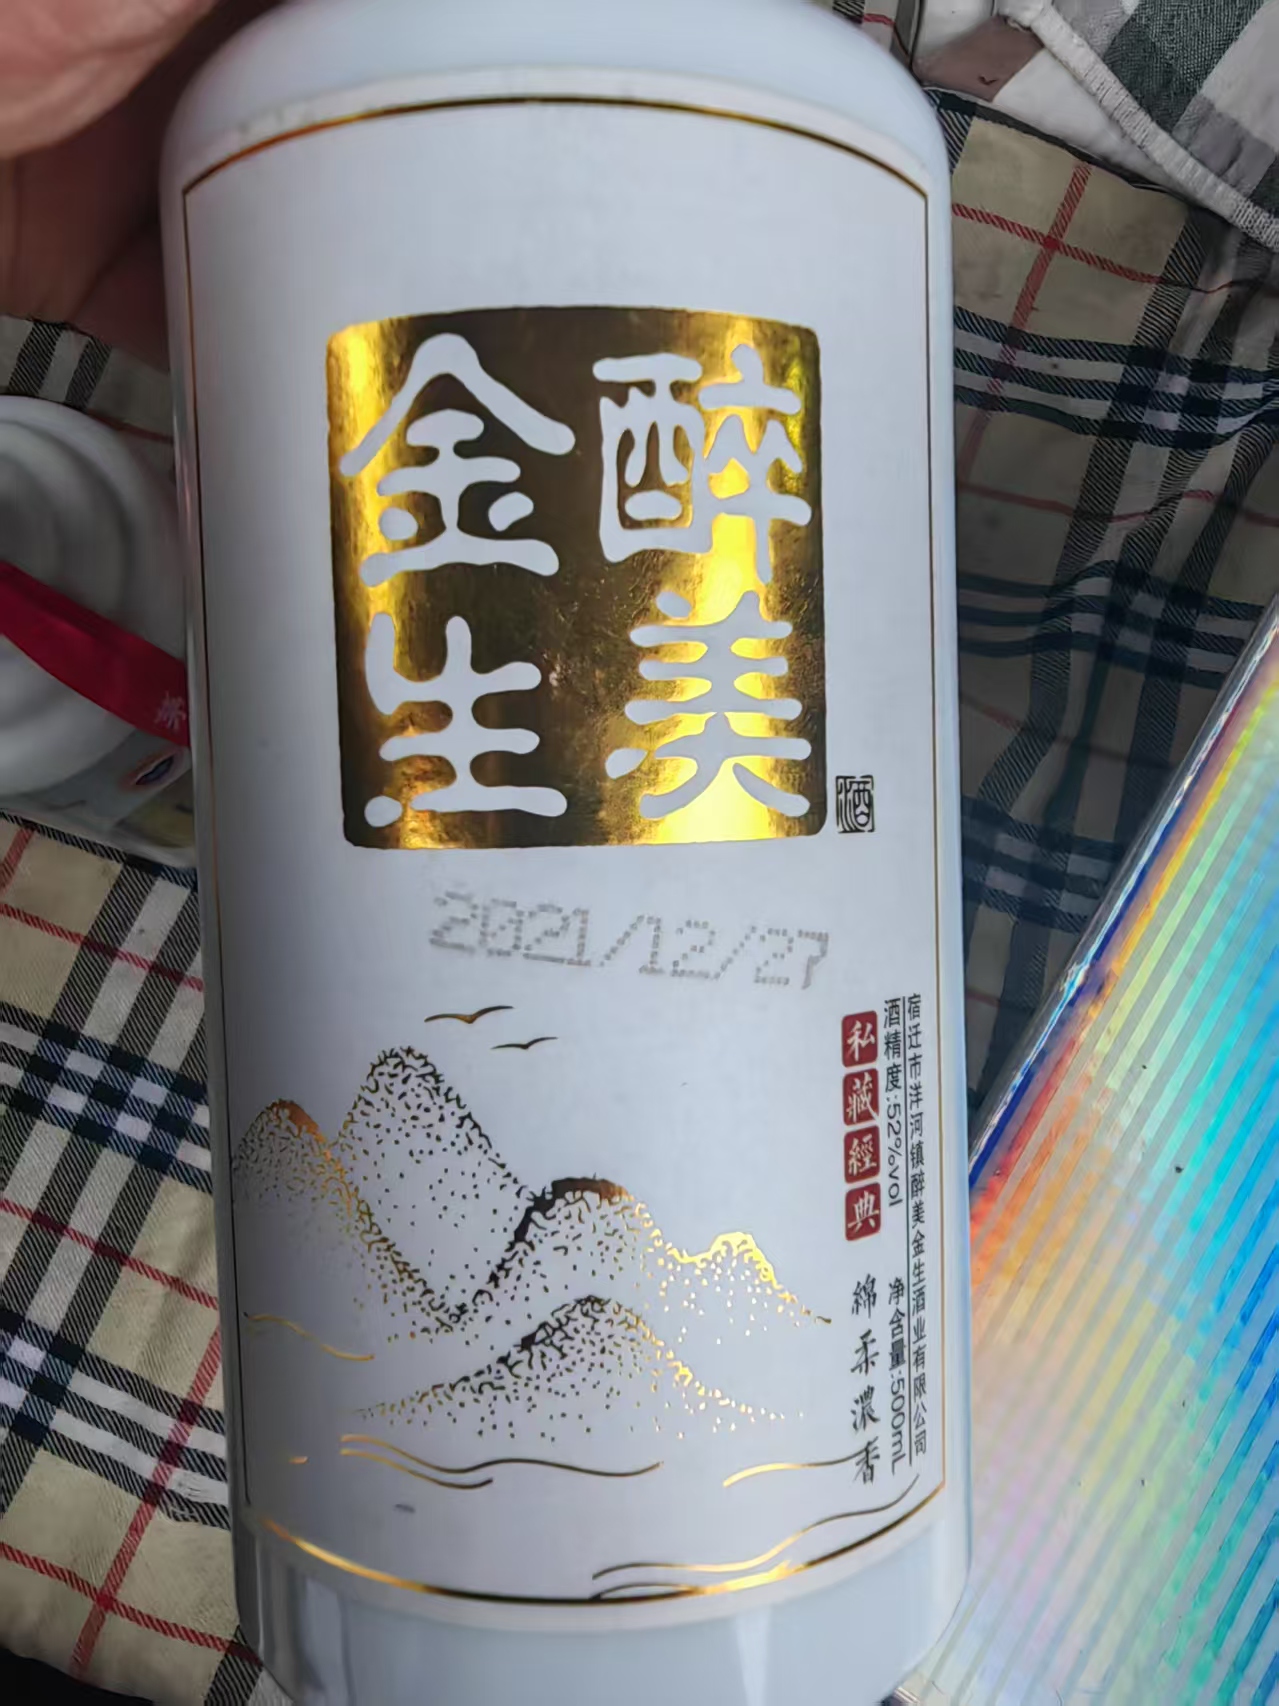 醉美
金生
酒
2021/12/27
私藏經典
綿柔濃香
酒精度:52%vol 净含量:500mL
宿迁市洋河镇醉美金生酒业有限公司